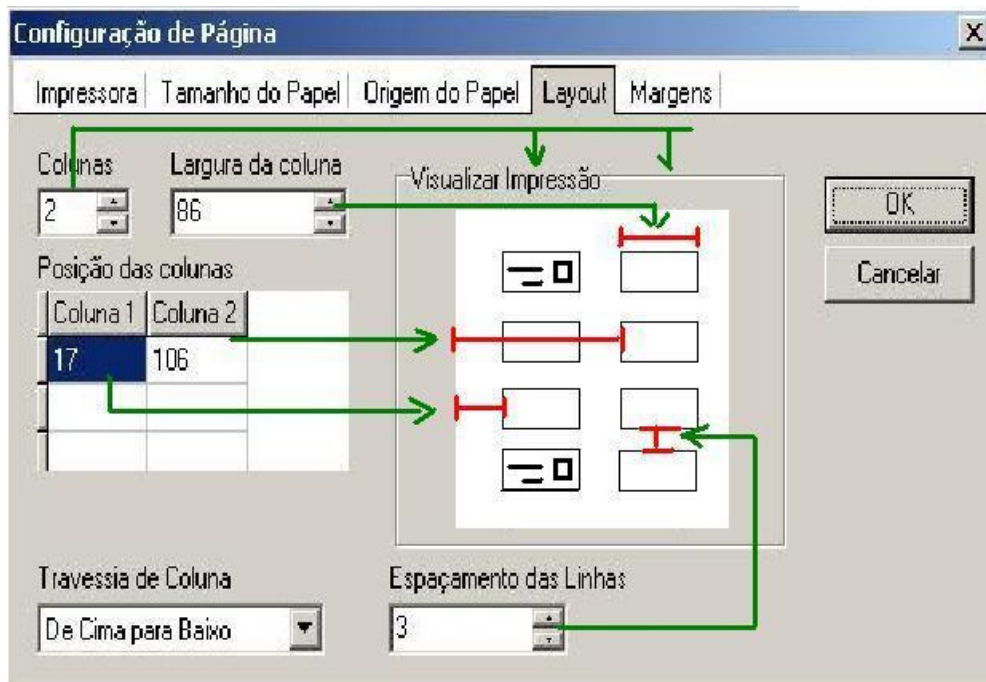 Configuração de Página
Impressora Tamanho do Papel Origem do Papel Layout Margens
Colunas Largura da coluna
2 86
Visualizar Impressão
OK
Cancelar
Posição das colunas
Coluna 1 Coluna 2
17 106
Travessia de Coluna Espaçamento das Linhas
De Cima para Baixo 3